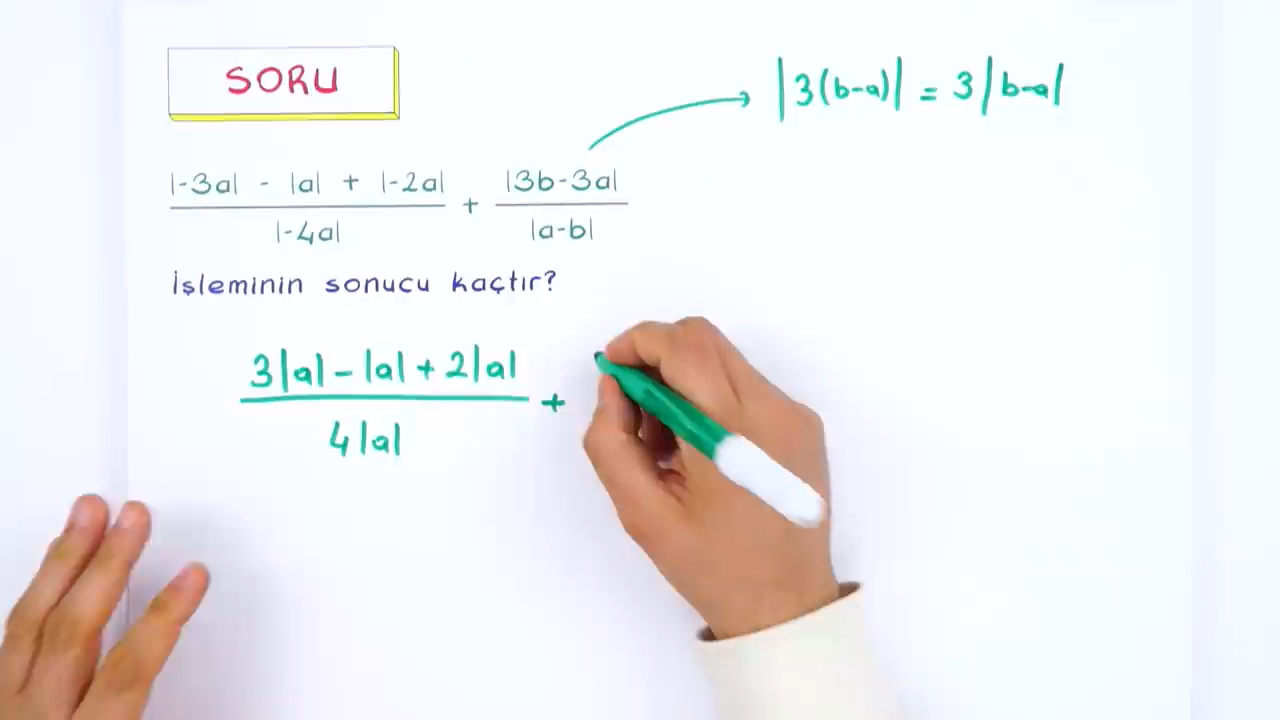 SORU
|3(b-a)| = 3|b-a|
|-3a| - |a| + |-2a| + |3b-3a|
|-4a| |a-b|
İşleminin sonucu kaçtır?
3|a| - |a| + 2|a| +
4|a|